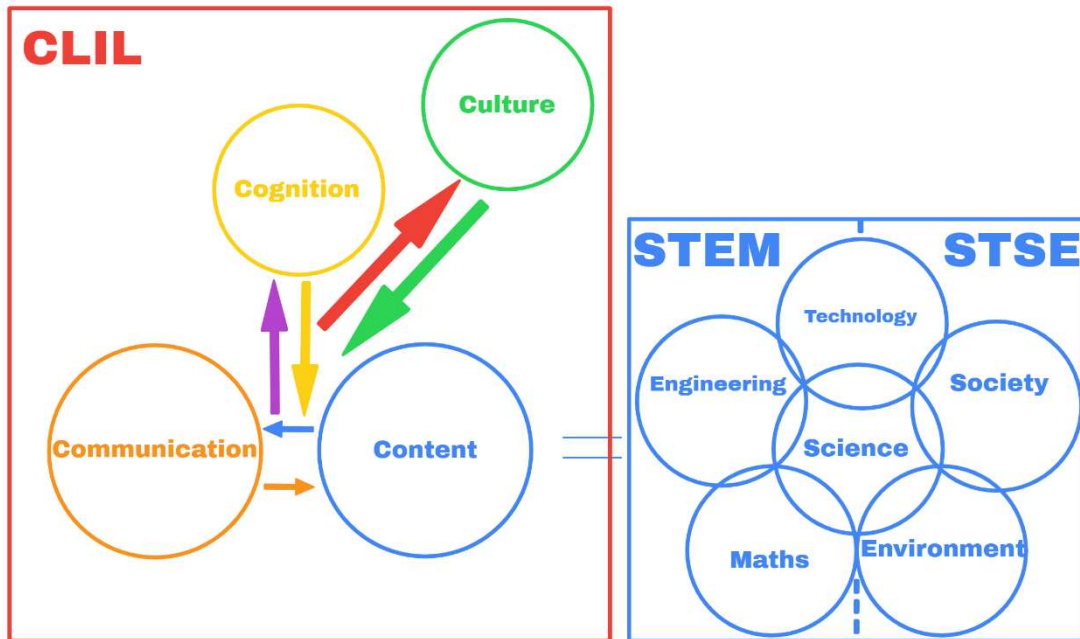 CLIL
Culture
Cognition
Communication
Content
STEM
STSE
Technology
Engineering
Society
Science
Maths
Environment